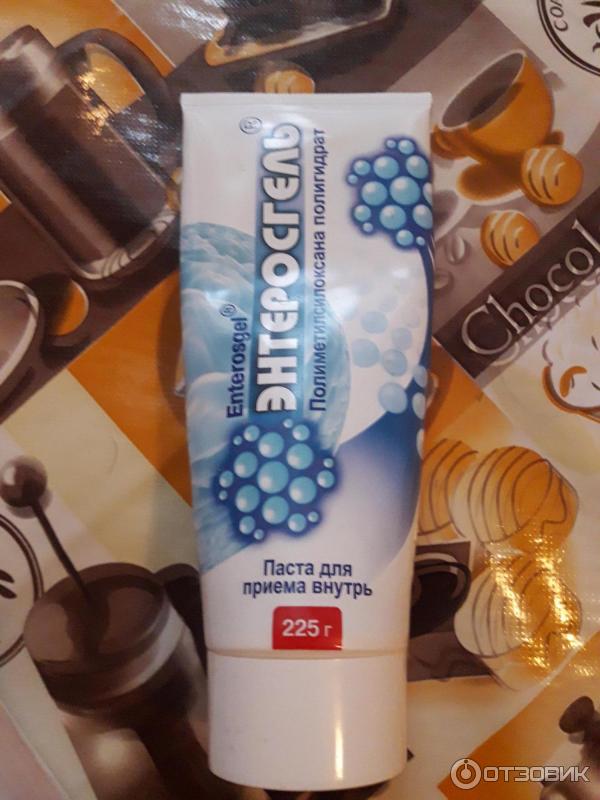 Enterosgel®
ЭНТЕРОСГЕЛЬ®
Полиметилсилоксана полигидрат
Паста для
приема внутрь
225 г
Chocol
ОТЗОВИК